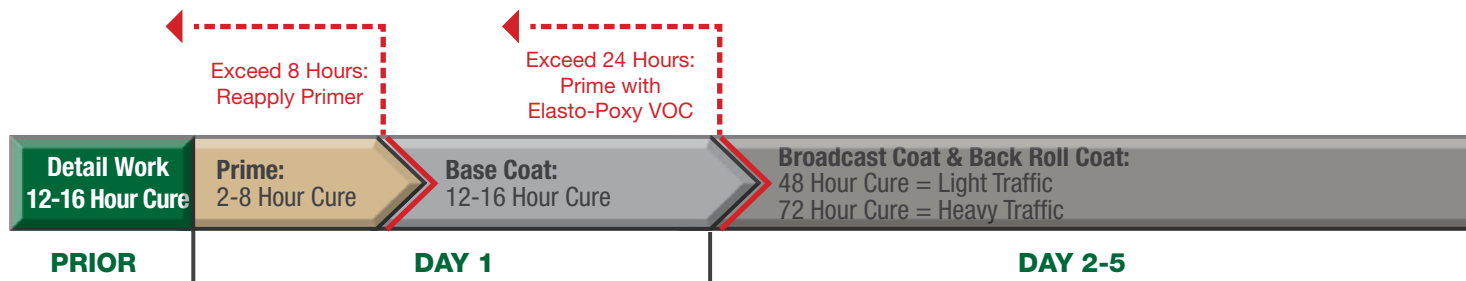 Exceed 8 Hours:
Reapply Primer
Exceed 24 Hours:
Prime with
Elasto-Poxy VOC
Detail Work
12-16 Hour Cure
Prime:
2-8 Hour Cure
Base Coat:
12-16 Hour Cure
Broadcast Coat & Back Roll Coat:
48 Hour Cure = Light Traffic
72 Hour Cure = Heavy Traffic
PRIOR
DAY 1
DAY 2-5